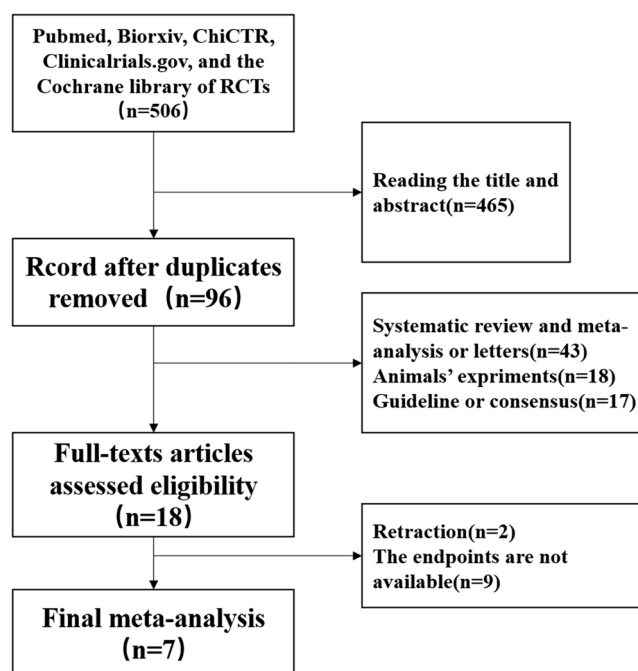 Pubmed, Biorxiv, ChiCTR,
Clinicalrials.gov, and the
Cochrane library of RCTs
(n=506)
Reading the title and
abstract(n=465)
Rcord after duplicates
removed (n=96)
Systematic review and meta-
analysis or letters(n=43)
Animals’ expriments(n=18)
Guideline or consensus(n=17)
Full-texts articles
assessed eligibility
(n=18)
Retraction(n=2)
The endpoints are not
available(n=9)
Final meta-analysis
(n=7)